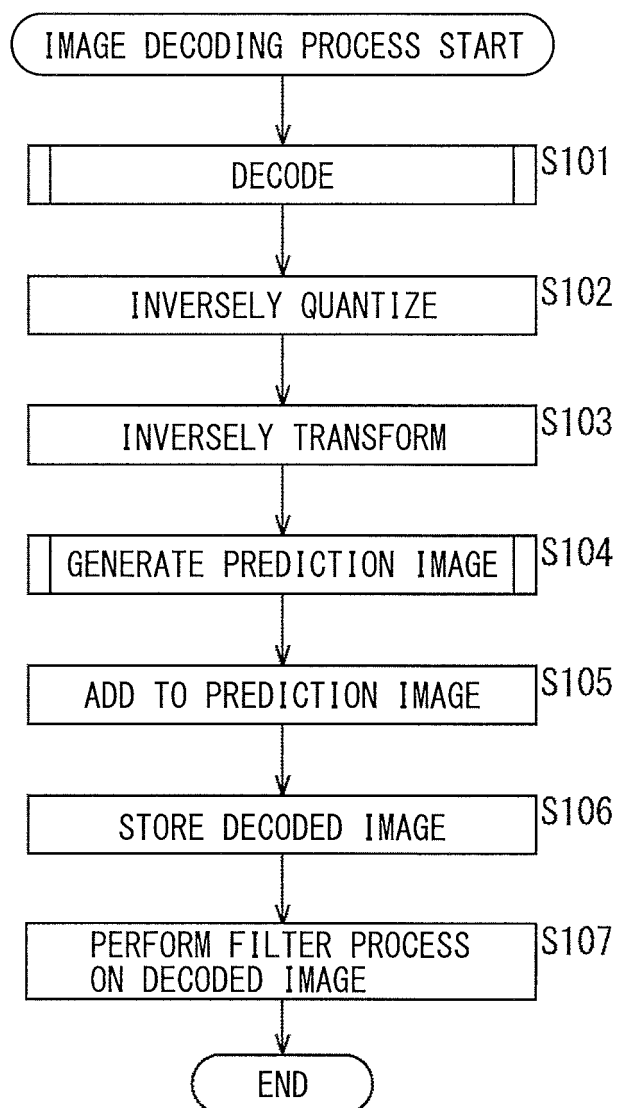 IMAGE DECODING PROCESS START
DECODE
S101
INVERSELY QUANTIZE
S102
INVERSELY TRANSFORM
S103
GENERATE PREDICTION IMAGE
S104
ADD TO PREDICTION IMAGE
S105
STORE DECODED IMAGE
S106
PERFORM FILTER PROCESS
ON DECODED IMAGE
S107
END